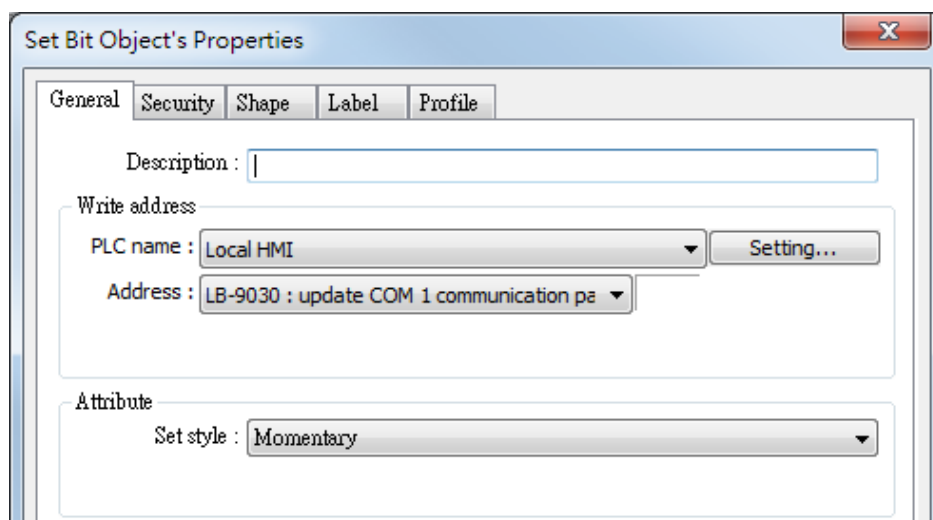 Set Bit Object's Properties
General Security Shape Label Profile
Description :
Write address
PLC name : Local HMI Setting...
Address : LB-9030 : update COM 1 communication pa
Attribute
Set style : Momentary